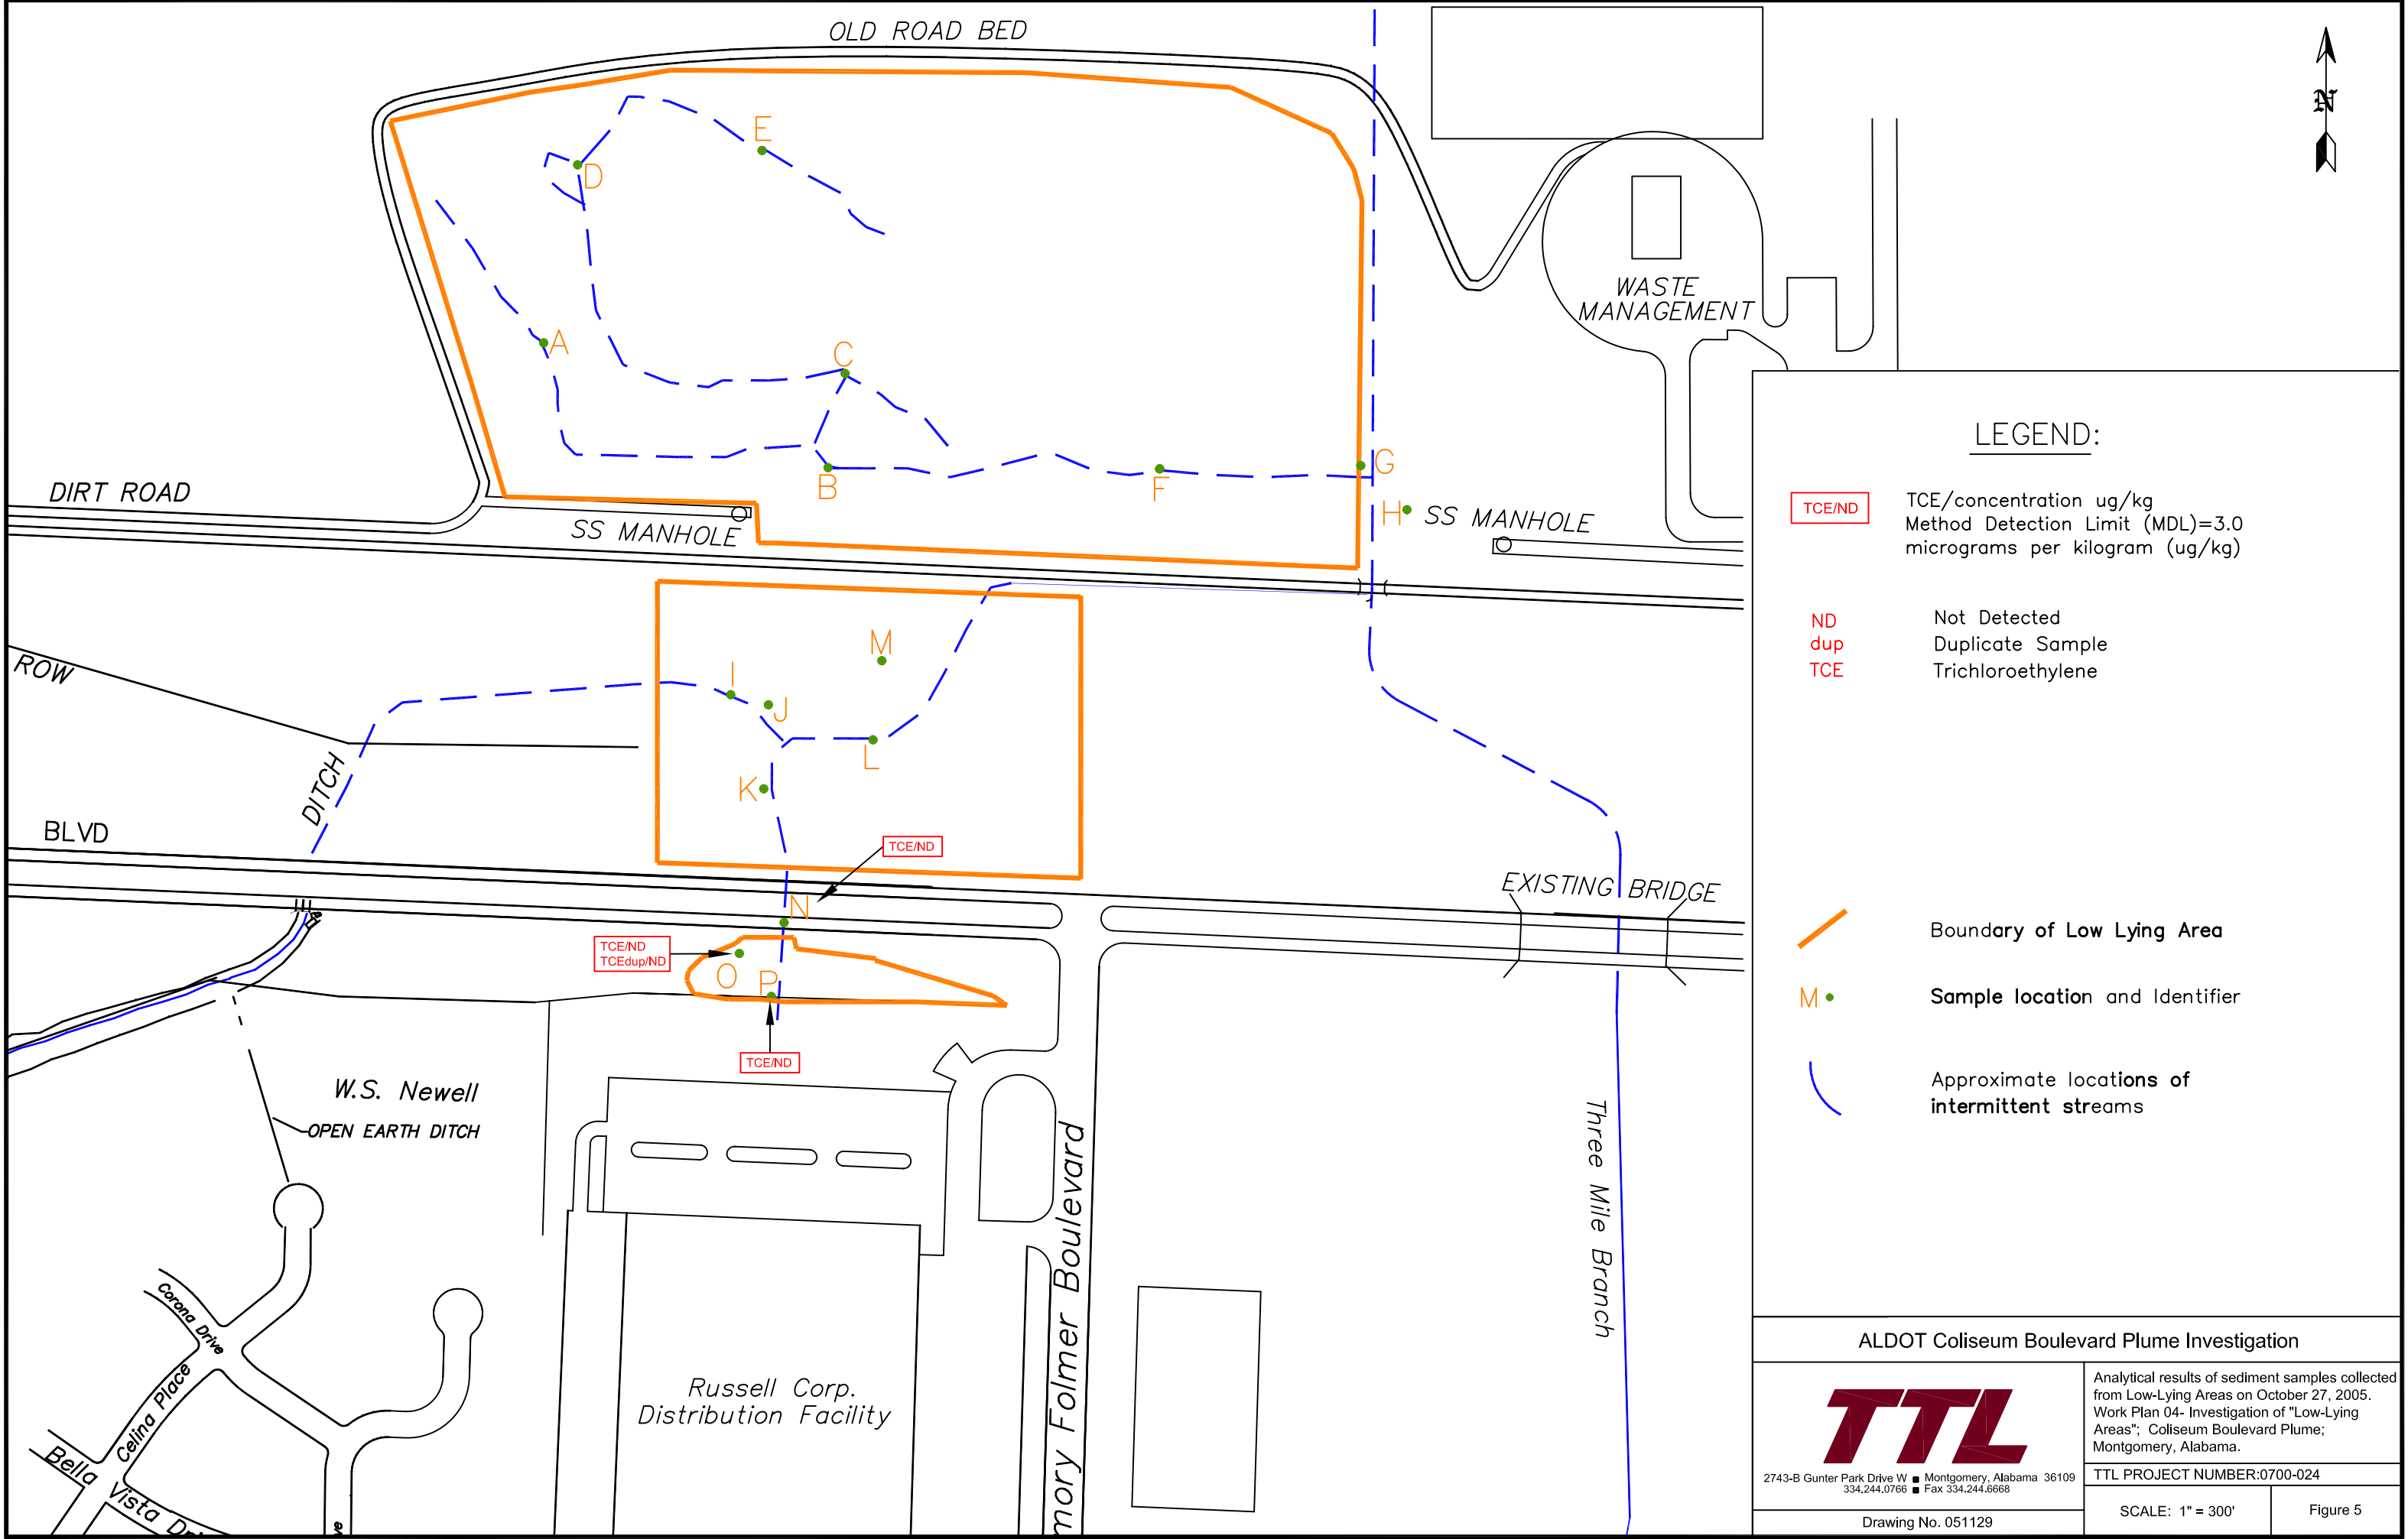 OLD ROAD BED
N
E
D
WASTE
MANAGEMENT
A
C
LEGEND:
G
B
F
DIRT ROAD
TCE/ND
TCE/concentration ug/kg
Method Detection Limit (MDL)=3.0
micrograms per kilogram (ug/kg)
H
SS MANHOLE
SS MANHOLE
ND
Not Detected
dup
Duplicate Sample
TCE
Trichloroethylene
M
ROW
I
J
L
DITCH
K
BLVD
TCE/ND
EXISTING BRIDGE
N
Boundary of Low Lying Area
TCE/ND
TCEdup/ND
O
P
M
Sample location and Identifier
TCE/ND
W.S. Newell
Approximate locations of
intermittent streams
OPEN EARTH DITCH
Three Mile Branch
mory Folmer Boulevard
Corona Drive
Celina Place
Russell Corp.
Distribution Facility
Bella Vista Dri
ve
ALDOT Coliseum Boulevard Plume Investigation
TTL
2743-B Gunter Park Drive W ■ Montgomery, Alabama 36109
334.244.0766 ■ Fax 334.244.6668
Analytical results of sediment samples collected
from Low-Lying Areas on October 27, 2005.
Work Plan 04- Investigation of "Low-Lying
Areas"; Coliseum Boulevard Plume;
Montgomery, Alabama.
TTL PROJECT NUMBER:0700-024
Drawing No. 051129
SCALE: 1" = 300'
Figure 5